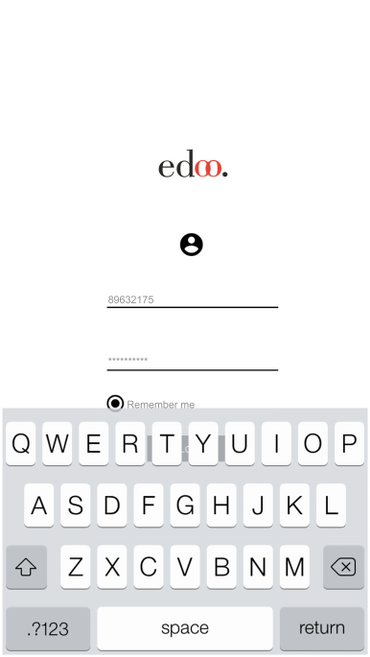 edoo.
89632175
••••••••••
Remember me
Q W E R T Y U I O P
A S D F G H J K L
Z X C V B N M
.?123 space return